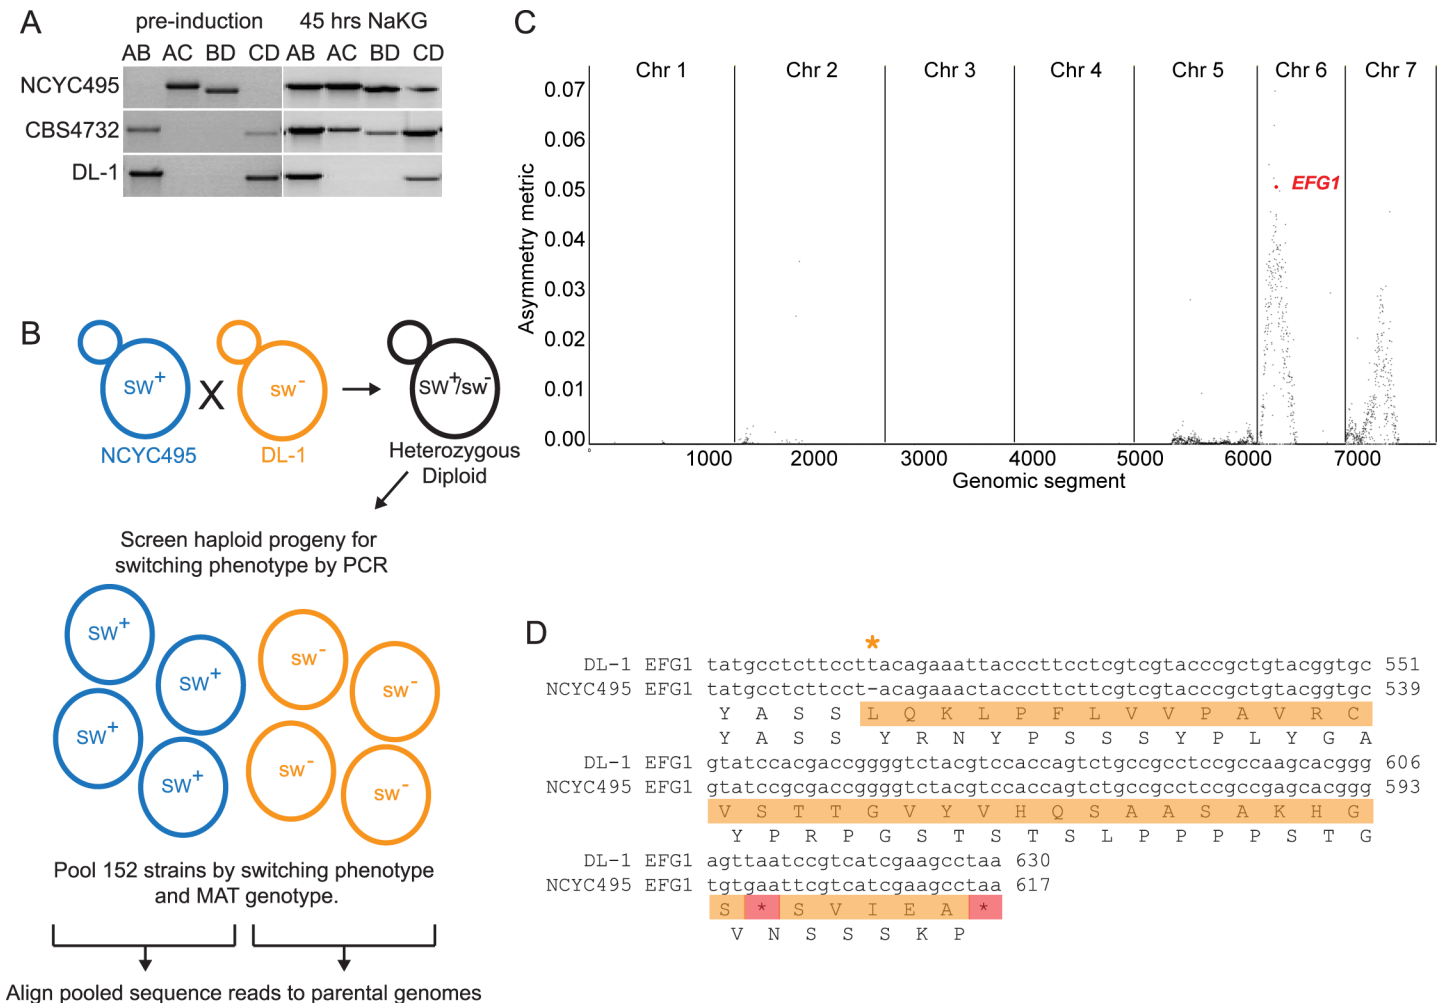 A
pre-induction 45 hrs NaKG
AB AC BD CD AB AC BD CD
NCYC495
CBS4732
DL-1
B
sw+ X sw- sw+/sw-
NCYC495 DL-1 Heterozygous
Diploid
Screen haploid progeny for
switching phenotype by PCR
sw+ sw+ sw+ sw+
sw- sw- sw- sw-
Pool 152 strains by switching phenotype
and MAT genotype.
Align pooled sequence reads to parental genomes
C
Chr 1 Chr 2 Chr 3 Chr 4 Chr 5 Chr 6 Chr 7
Asymmetry metric
0.07
0.06
0.05
0.04
0.03
0.02
0.01
0.00
EFG1
0 1000 2000 3000 4000 5000 6000 7000
Genomic segment
D
*
DL-1 EFG1 tatgcctcttccttacagaaattacccttcctcgtcgtacccgctgtacggtgc 551
NCYC495 EFG1 tatgcctcttcct-acagaaactacccttcttcgtcgtacccgctgtacggtgc 539
Y A S S L Q K L P F L V V P A V R C
Y A S S Y R N Y P S S S Y P L Y G A
DL-1 EFG1 gtatccacgaccggggtctacgtccaccagtctgccgcctccgccaagcacggg 606
NCYC495 EFG1 gtatccgcgaccggggtctacgtccaccagtctgccgcctccgccgagcacggg 593
V S T T G V Y V H Q S A A S A K H G
Y P R P G S T S T S L P P P P S T G
DL-1 EFG1 agttaatccgtcatcgaagcctaa 630
NCYC495 EFG1 tgtgaattcgtcatcgaagcctaa 617
S * S V I E A *
V N S S S K P